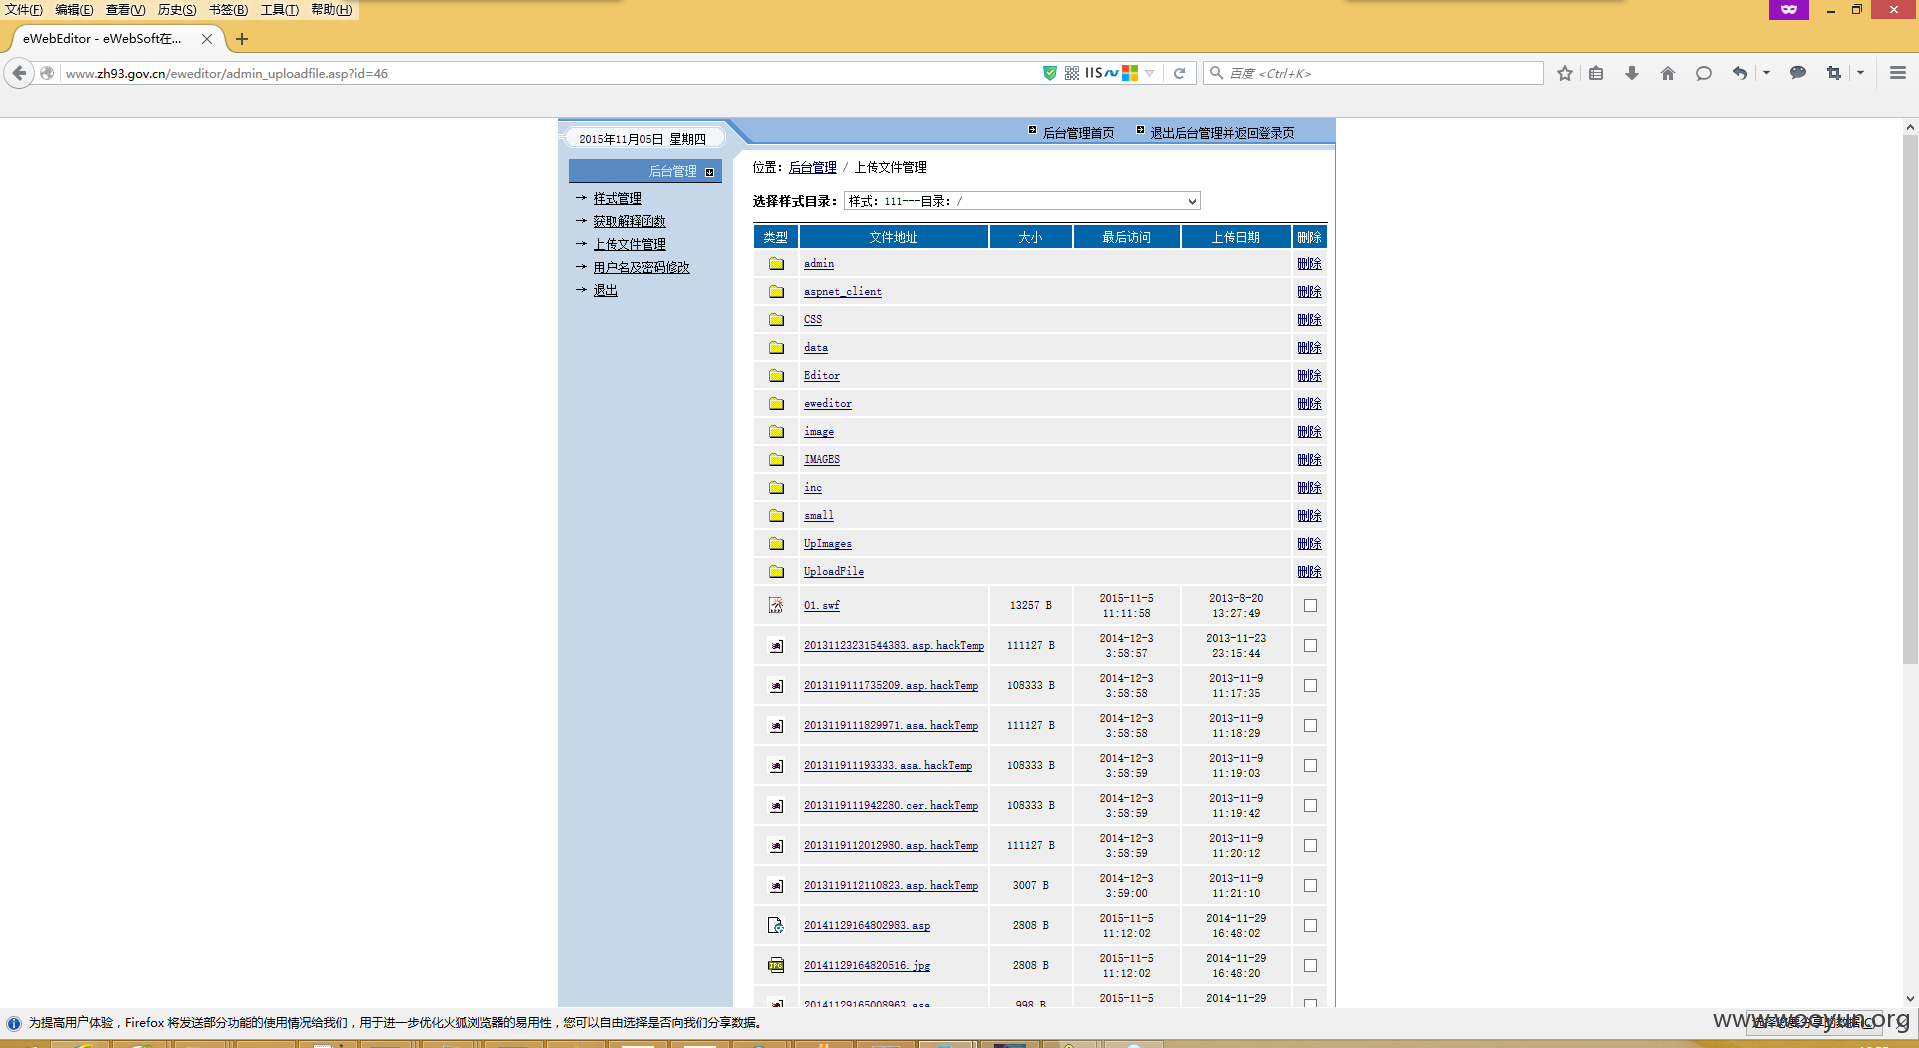 文件(F) 编辑(E) 查看(V) 历史(S) 书签(B) 工具(T) 帮助(H)
eWebEditor - eWebSoft在...
www.zh93.gov.cn/eweditor/admin_uploadfile.asp?id=46
IIS
百度 <Ctrl+K>
2015年11月05日 星期四
后台管理首页 退出后台管理并返回登录页
后台管理
样式管理
获取解释函数
上传文件管理
用户名及密码修改
退出
位置：后台管理 / 上传文件管理
选择样式目录： 样式：111---目录：/
类型 文件地址 大小 最后访问 上传日期 删除
admin 删除
aspnet_client 删除
CSS 删除
data 删除
Editor 删除
eweditor 删除
image 删除
IMAGES 删除
inc 删除
small 删除
UpImages 删除
UploadFile 删除
01.swf 13257 B 2015-11-5 11:11:58 2013-8-20 13:27:49
20131123231544383.asp.hackTemp 111127 B 2014-12-3 3:58:57 2013-11-23 23:15:44
2013119111735209.asp.hackTemp 108333 B 2014-12-3 3:58:58 2013-11-9 11:17:35
2013119111829971.asa.hackTemp 111127 B 2014-12-3 3:58:58 2013-11-9 11:18:29
201311911193333.asa.hackTemp 108333 B 2014-12-3 3:58:59 2013-11-9 11:19:03
2013119111942280.cer.hackTemp 108333 B 2014-12-3 3:58:59 2013-11-9 11:19:42
2013119112012980.asp.hackTemp 111127 B 2014-12-3 3:58:59 2013-11-9 11:20:12
2013119112110823.asp.hackTemp 3007 B 2014-12-3 3:59:00 2013-11-9 11:21:10
20141129164802983.asp 2808 B 2015-11-5 11:12:02 2014-11-29 16:48:02
20141129164820516.jpg 2808 B 2015-11-5 11:12:02 2014-11-29 16:48:20
20141129165008963.asa 998 B 2015-11-5 2014-11-29
为提高用户体验，Firefox 将发送部分功能的使用情况给我们，用于进一步优化火狐浏览器的易用性，您可以自由选择是否向我们分享数据。
选择您要分享的数据(C)
www.wooyun.org